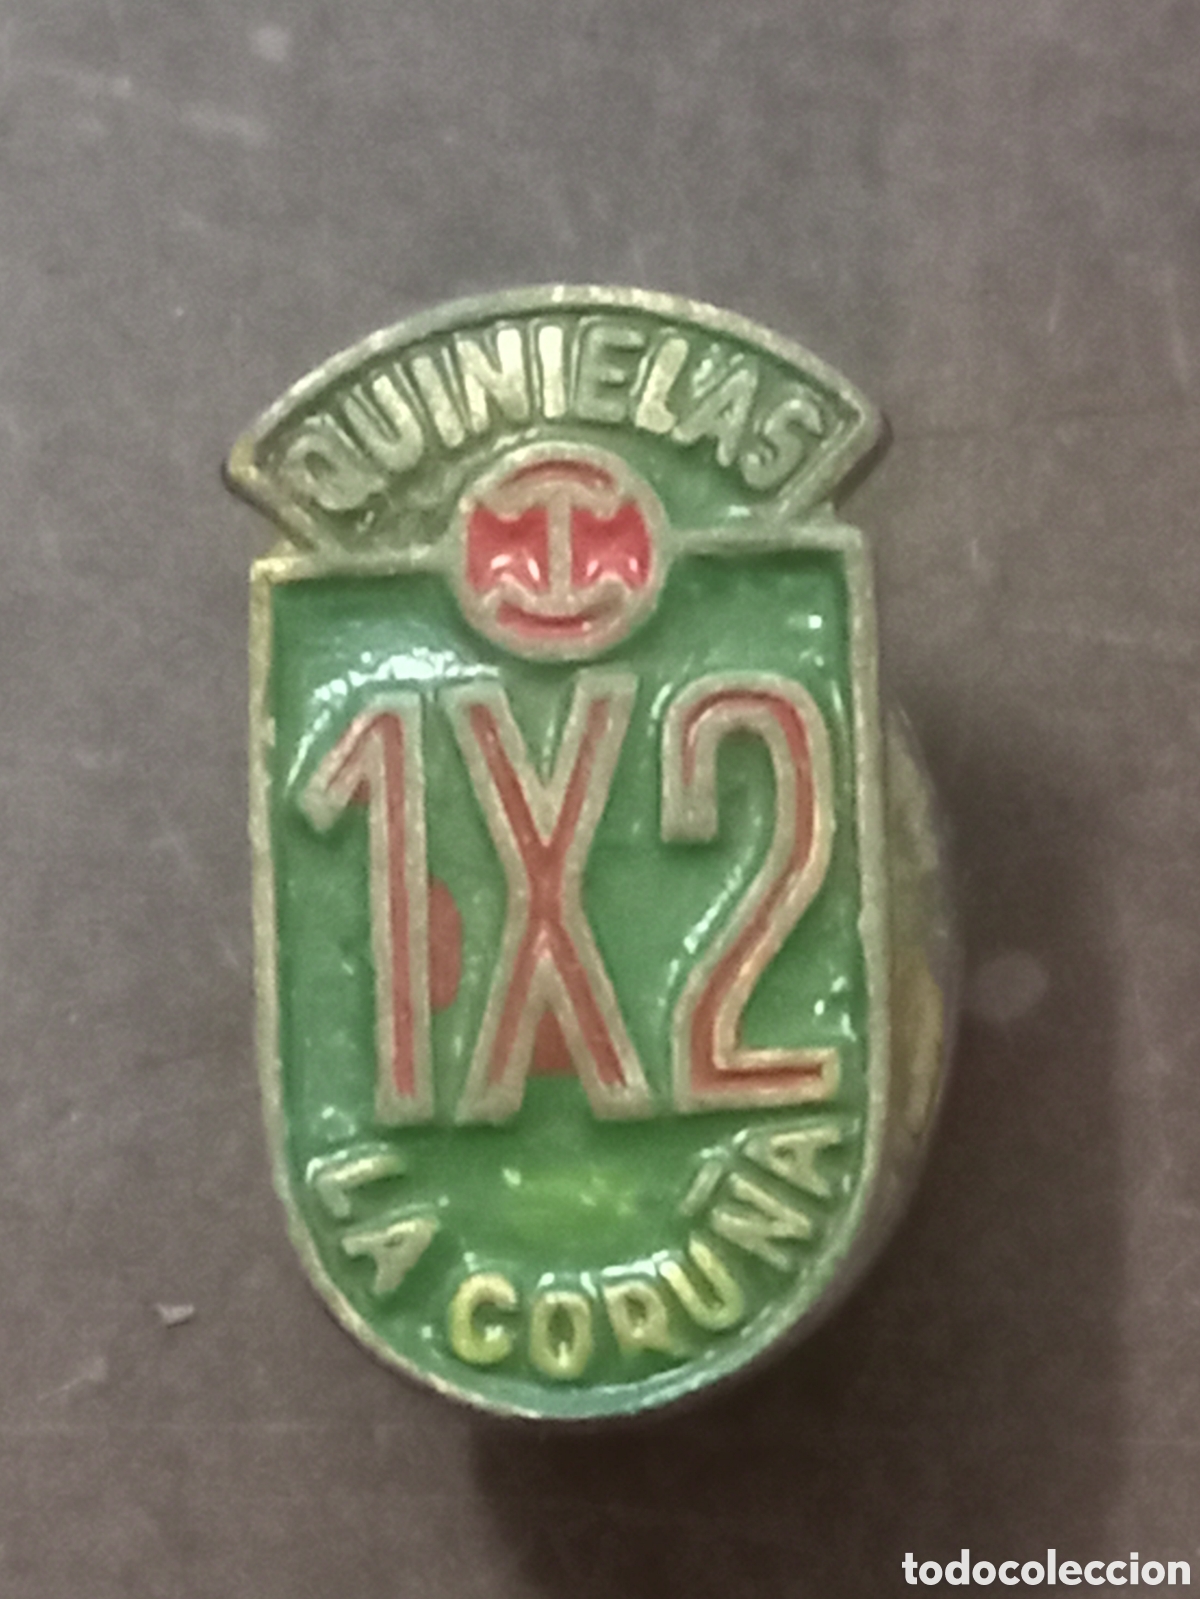 QUINIELAS
1X2
LA CORUÑA
todocoleccion